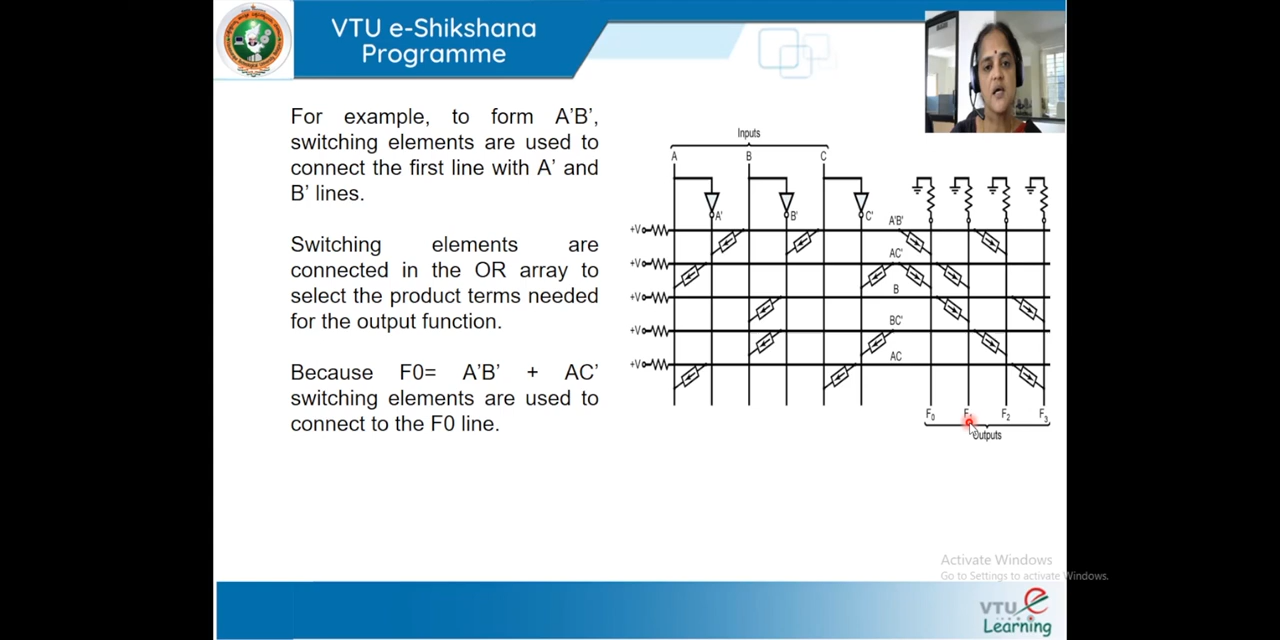 VTU e-Shikshana
Programme
For example, to form A’B’,
switching elements are used to
connect the first line with A’ and
B’ lines.
Switching elements are
connected in the OR array to
select the product terms needed
for the output function.
Because F0= A’B’ + AC’
switching elements are used to
connect to the F0 line.
Inputs
A B C
A' B' C'
+V
A'B'
+V
AC'
+V
B
+V
BC'
+V
AC
F0 F2 F3
Outputs
Activate Windows
Go to Settings to activate Windows.
VTU e
Learning